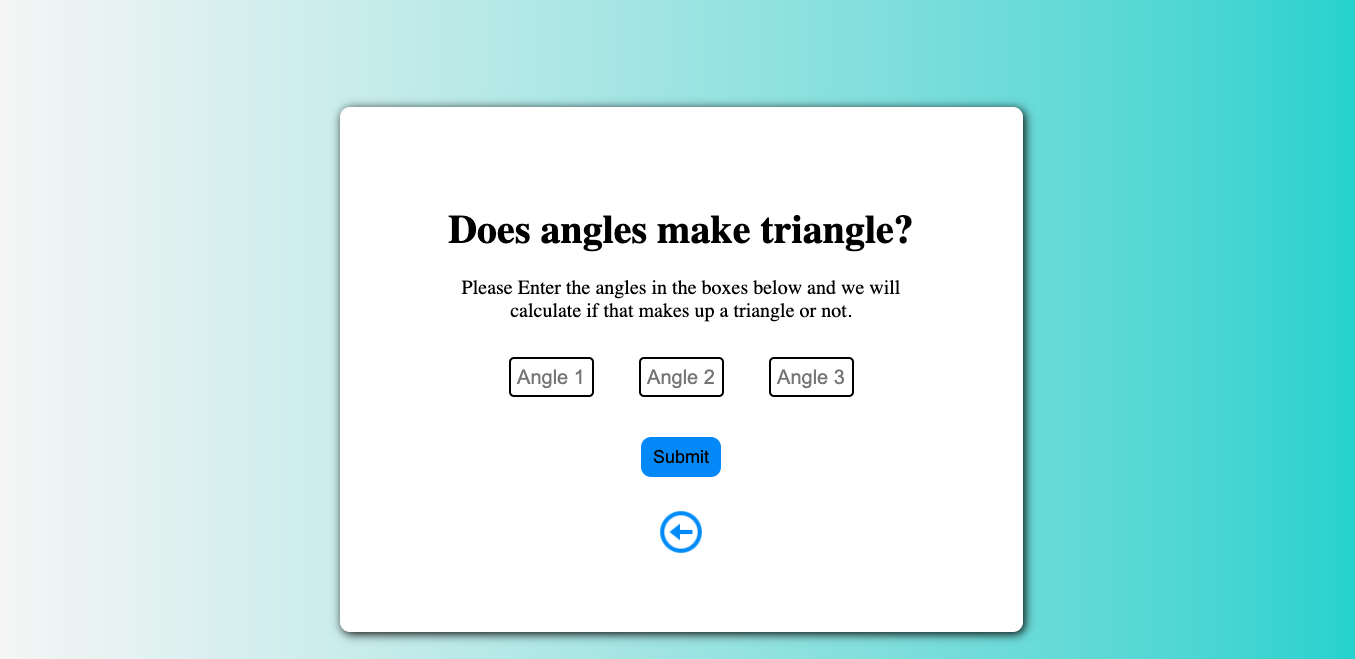 Does angles make triangle?
Please Enter the angles in the boxes below and we will
calculate if that makes up a triangle or not.
Angle 1 Angle 2 Angle 3
Submit